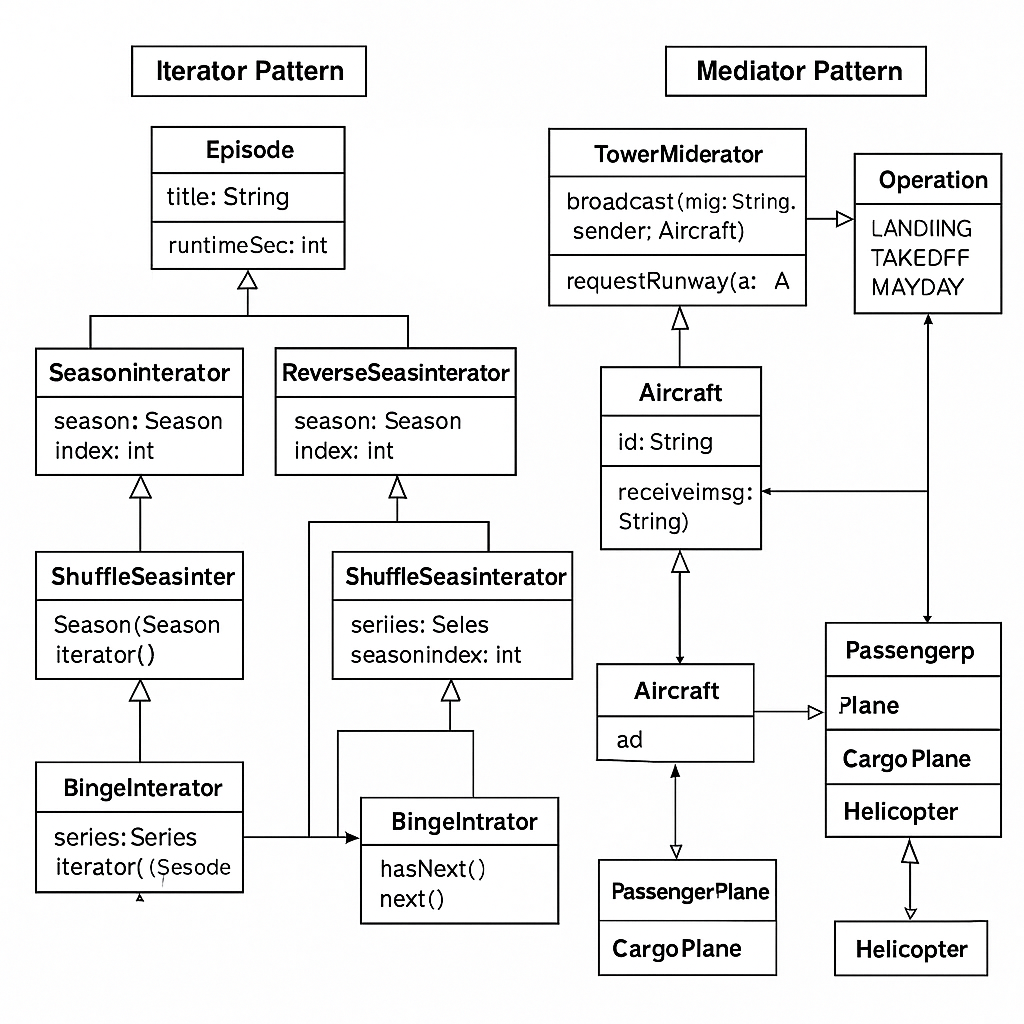 Iterator Pattern
Episode
title: String
runtimeSec: int
Seasoninterator
season: Season
index: int
ReverseSeasinterator
season: Season
index: int
ShuffleSeasinter
Season(Season
iterator()
ShuffleSeasinterator
seriies: Seles
seasonindex: int
BingeInterator
series: Series
iterator( (Sesode
BingeIntrator
hasNext()
next()
Mediator Pattern
TowerMiderator
broadcast(mig: String.
sender; Aircraft)
requestRunway(a: A
Operation
LANDIING
TAKEDFF
MAYDAY
Aircraft
id: String
receiveimsg:
String)
Aircraft
ad
Passengerp
Plane
Cargo Plane
Helicopter
PassengerPlane
CargoPlane
Helicopter